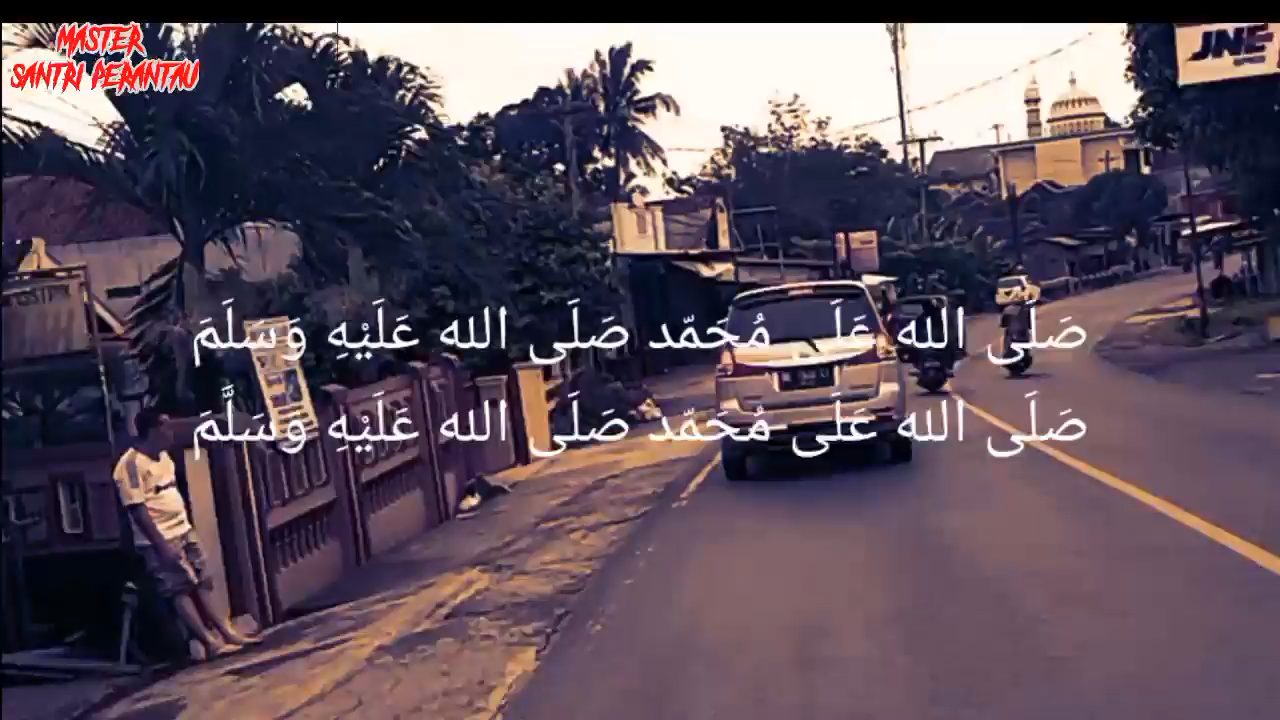 MASTER
SANTRI PERANTAU
JNE
صَلَى الله عَلَى مُحَمّد صَلَى الله عَلَيْهِ وَسَلَمَ
صَلَى الله عَلَى مُحَمّد صَلَى الله عَلَيْهِ وَسَلَّمَ